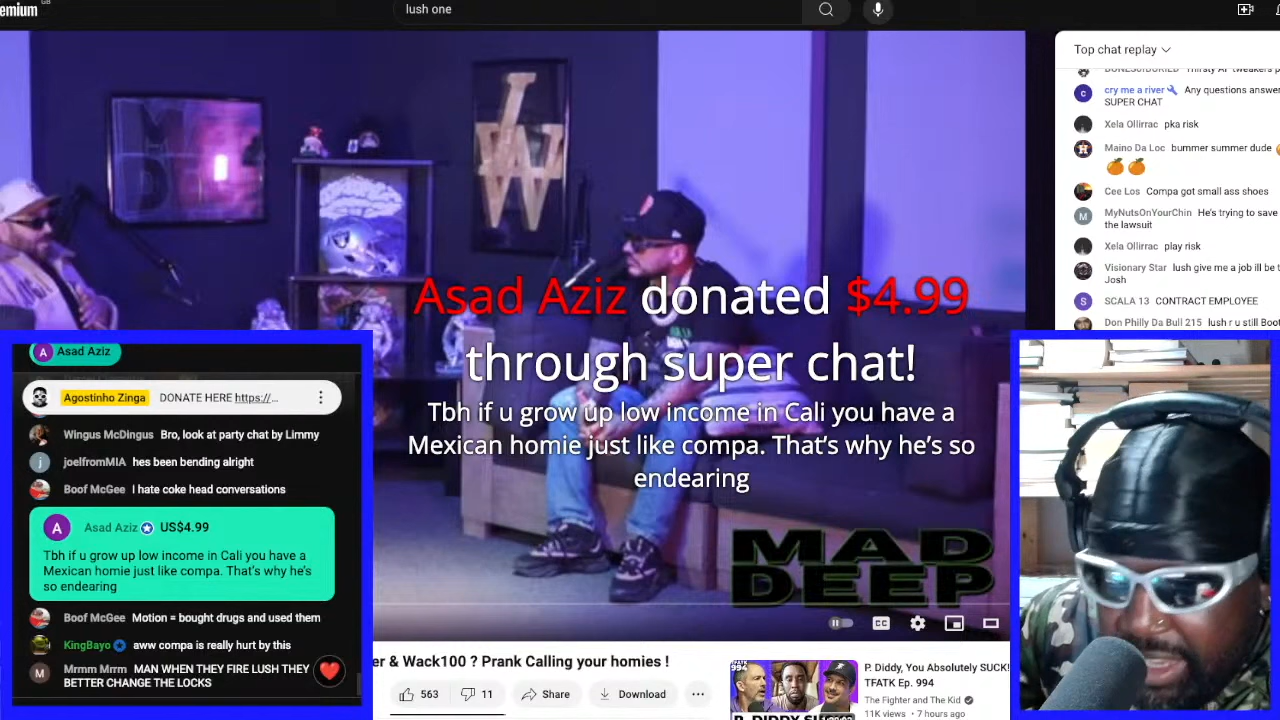 emium GB
lush one
Top chat replay
cry me a river Any questions answer
SUPER CHAT
Xela Ollirrac pka risk
Maino Da Loc bummer summer dude
Cee Los Compa got small ass shoes
MyNutsOnYourChin He's trying to save
the lawsuit
Xela Ollirrac play risk
Visionary Star lush give me a job ill be t
Josh
SCALA 13 CONTRACT EMPLOYEE
Don Philly Da Bull 215 lush r u still Boot
Asad Aziz donated $4.99
through super chat!
Tbh if u grow up low income in Cali you have a
Mexican homie just like compa. That's why he's so
endearing
MAD
DEEP
Asad Aziz
Agostinho Zinga DONATE HERE https://...
Wingus McDingus Bro, look at party chat by Limmy
joelfromMIA hes been bending alright
Boof McGee I hate coke head conversations
Asad Aziz US$4.99
Tbh if u grow up low income in Cali you have a
Mexican homie just like compa. That's why he's
so endearing
Boof McGee Motion = bought drugs and used them
KingBayo aww compa is really hurt by this
Mrmm Mrrm MAN WHEN THEY FIRE LUSH THEY
BETTER CHANGE THE LOCKS
er & Wack100 ? Prank Calling your homies !
563
11
Share
Download
P. Diddy, You Absolutely SUCK!
TFATK Ep. 994
The Fighter and The Kid
11K views • 7 hours ago